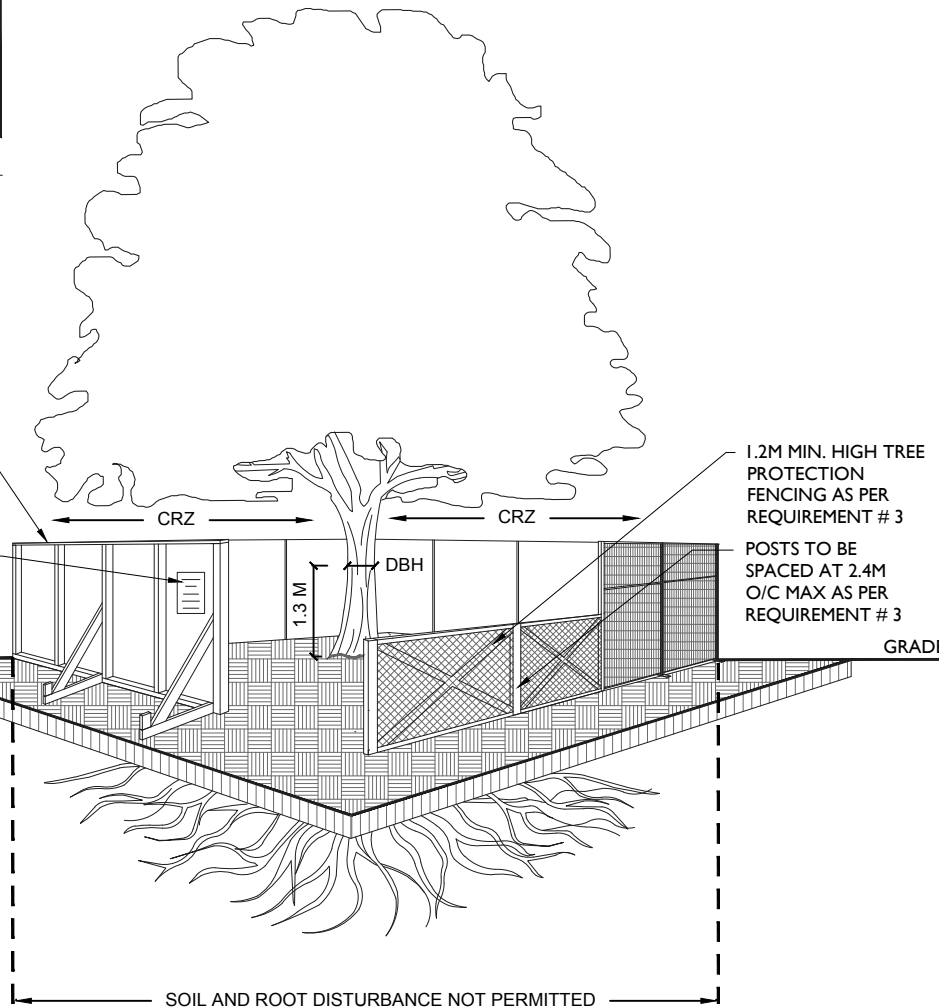 1.2M MIN. HIGH TREE
PROTECTION
FENCING AS PER
REQUIREMENT # 3
CRZ
CRZ
POSTS TO BE
SPACED AT 2.4M
O/C MAX AS PER
REQUIREMENT # 3
DBH
1.3 M
GRADE
SOIL AND ROOT DISTURBANCE NOT PERMITTED